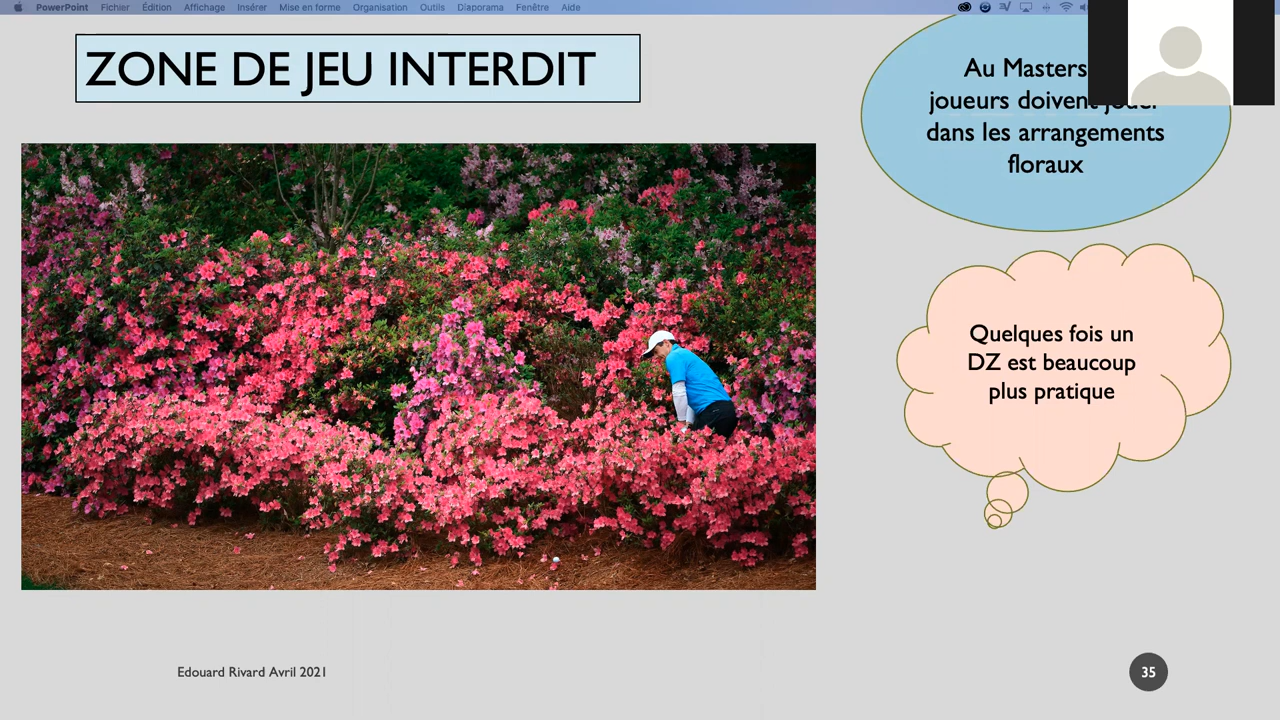 PowerPoint Fichier Édition Affichage Insérer Mise en forme Organisation Outils Diaporama Fenêtre Aide
ZONE DE JEU INTERDIT
Au Masters
joueurs doivent jouer
dans les arrangements
floraux
Quelques fois un
DZ est beaucoup
plus pratique
Edouard Rivard Avril 2021
35